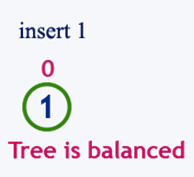 insert 1
0
1
Tree is balanced